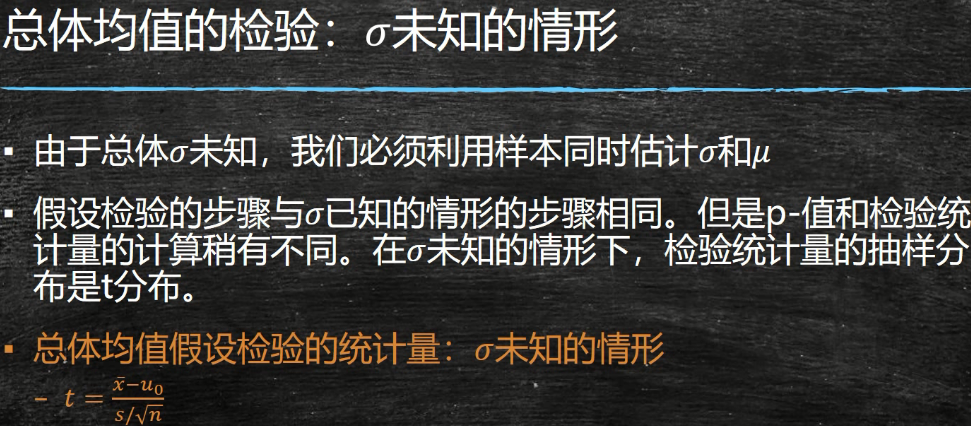 总体均值的检验：σ未知的情形
▪ 由于总体σ未知，我们必须利用样本同时估计σ和μ
▪ 假设检验的步骤与σ已知的情形的步骤相同。但是p-值和检验统
计量的计算稍有不同。在σ未知的情形下，检验统计量的抽样分
布是t分布。
▪ 总体均值假设检验的统计量：σ未知的情形
– t = (x̄−u₀)/(s/√n)